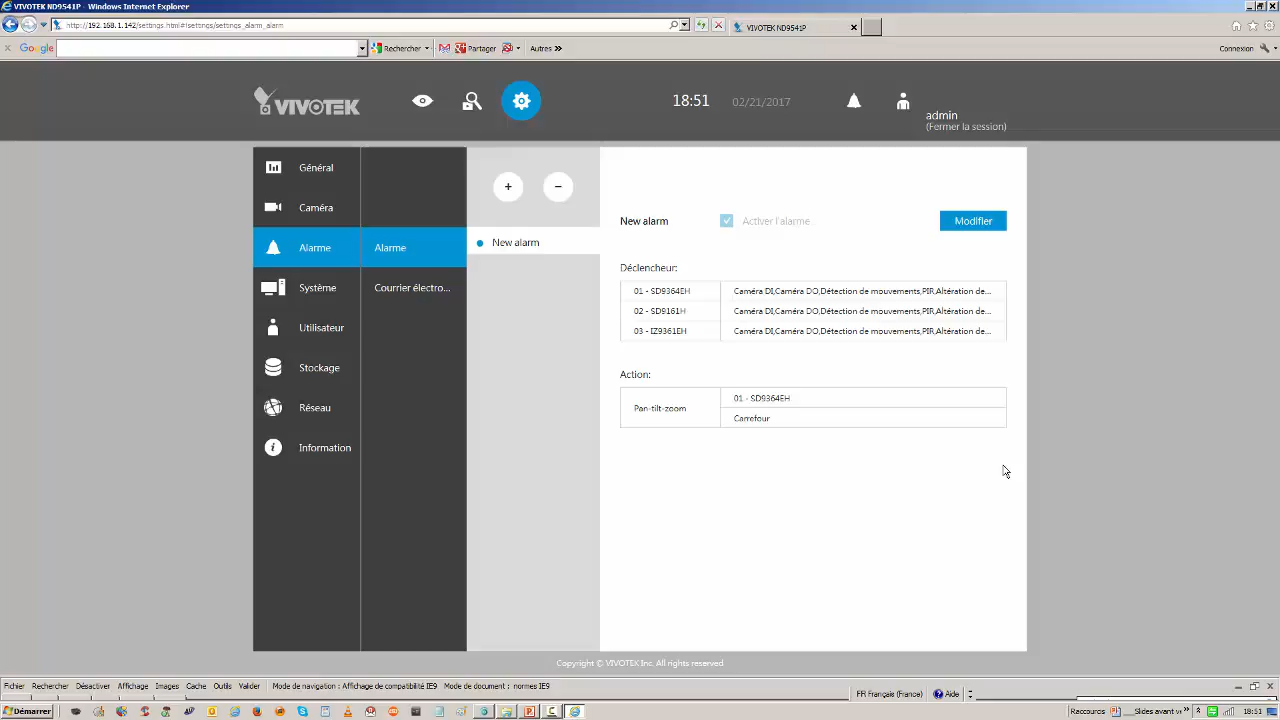 VIVOTEK ND9541P - Windows Internet Explorer
http://192.168.1.142/settings.html#!settings/settings_alarm_alarm
VIVOTEK ND9541P
Google
Rechercher
Partager
Autres »
Connexion
VIVOTEK
18:51
02/21/2017
admin
(Fermer la session)
Général
Caméra
Alarme
Système
Utilisateur
Stockage
Réseau
Information
Alarme
Courrier électro...
+ −
New alarm
New alarm
Activer l'alarme
Modifier
Déclencheur:
01 - SD9364EH Caméra DI,Caméra DO,Détection de mouvements,PIR,Altération de...
02 - SD9161H Caméra DI,Caméra DO,Détection de mouvements,PIR,Altération de...
03 - IZ9361EH Caméra DI,Caméra DO,Détection de mouvements,PIR,Altération de...
Action:
Pan-tilt-zoom
01 - SD9364EH
Carrefour
Copyright © VIVOTEK Inc. All rights reserved
Fichier Rechercher Désactiver Affichage Images Cache Outils Valider Mode de navigation : Affichage de compatibilité IE9 Mode de document : normes IE9
FR Français (France) Aide
Démarrer
Raccourcis
__Slides avant ve
18:51